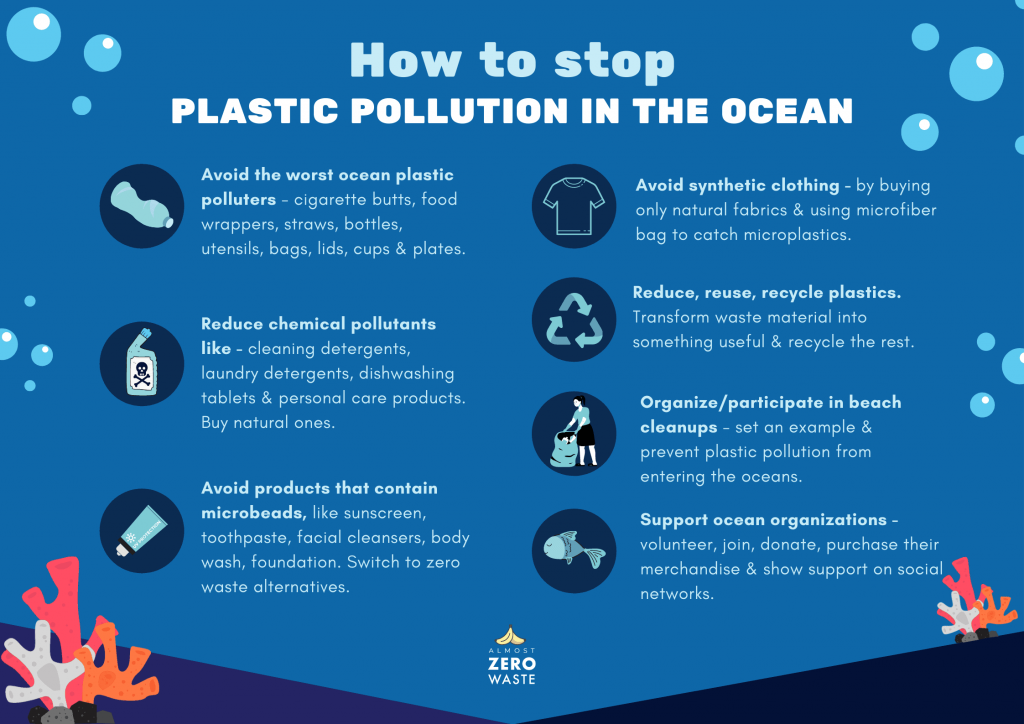 How to stop
PLASTIC POLLUTION IN THE OCEAN
Avoid the worst ocean plastic
polluters - cigarette butts, food
wrappers, straws, bottles,
utensils, bags, lids, cups & plates.
Reduce chemical pollutants
like - cleaning detergents,
laundry detergents, dishwashing
tablets & personal care products.
Buy natural ones.
Avoid products that contain
microbeads, like sunscreen,
toothpaste, facial cleansers, body
wash, foundation. Switch to zero
waste alternatives.
PROTECTION
Avoid synthetic clothing - by buying
only natural fabrics & using microfiber
bag to catch microplastics.
Reduce, reuse, recycle plastics.
Transform waste material into
something useful & recycle the rest.
Organize/participate in beach
cleanups - set an example &
prevent plastic pollution from
entering the oceans.
Support ocean organizations -
volunteer, join, donate, purchase their
merchandise & show support on social
networks.
ALMOST
ZERO
WASTE